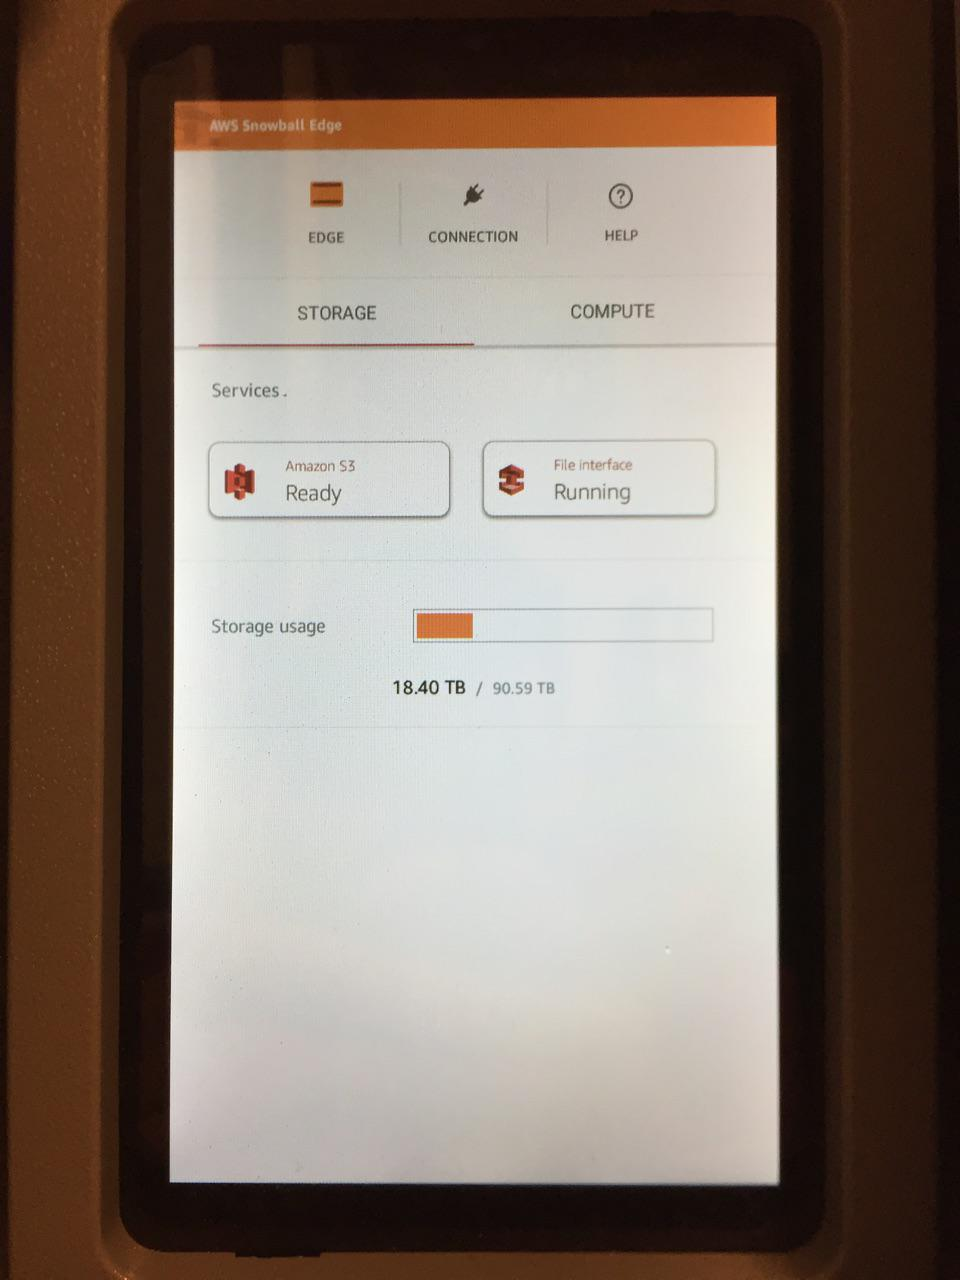 AWS Snowball Edge
EDGE
CONNECTION
? HELP
STORAGE
COMPUTE
Services.
Amazon S3
Ready
File interface
Running
Storage usage
18.40 TB / 90.59 TB